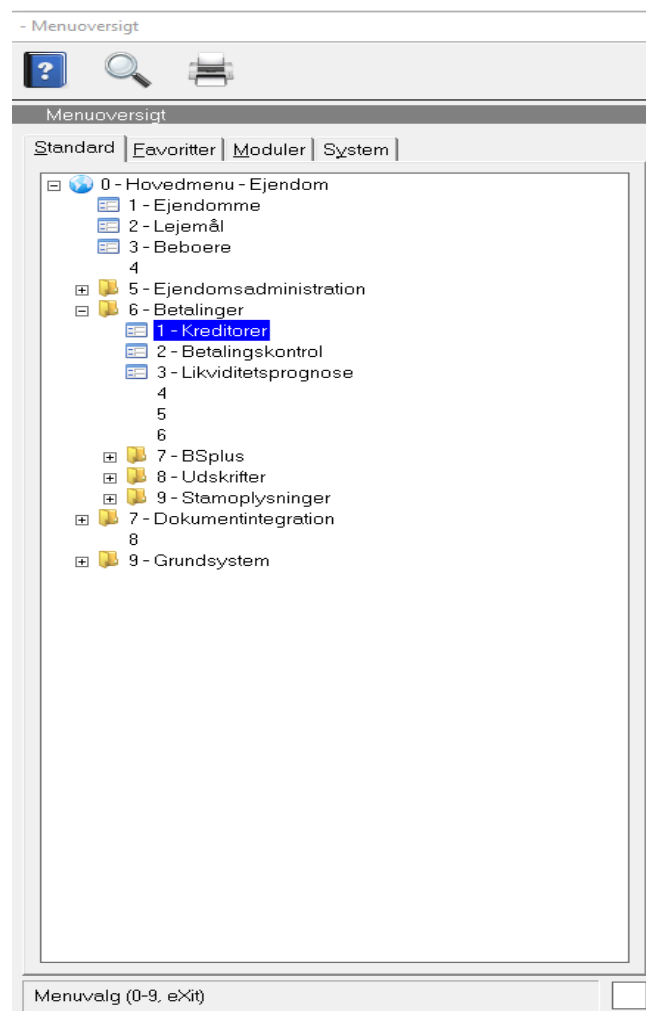 - Menuoversigt
?
Menuoversigt
Standard Favoritter Moduler System
0 - Hovedmenu - Ejendom
1 - Ejendomme
2 - Lejemål
3 - Beboere
4
5 - Ejendomsadministration
6 - Betalinger
1 - Kreditorer
2 - Betalingskontrol
3 - Likviditetsprognose
4
5
6
7 - BSplus
8 - Udskrifter
9 - Stamoplysninger
7 - Dokumentintegration
8
9 - Grundsystem
Menuvalg (0-9, eXit)